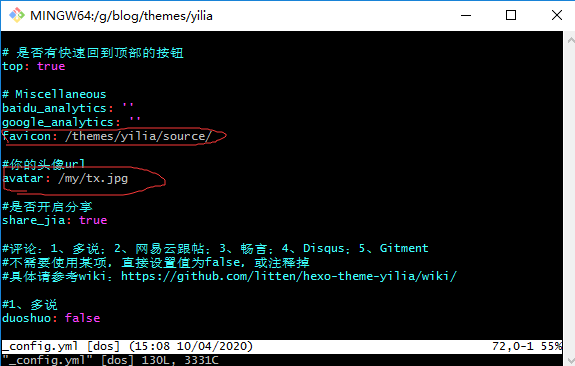 MINGW64:/g/blog/themes/yilia
# 是否有快速回到顶部的按钮
top: true
# Miscellaneous
baidu_analytics: ''
google_analytics: ''
favicon: /themes/yilia/source/
#你的头像url
avatar: /my/tx.jpg
#是否开启分享
share_jia: true
#评论：1、多说；2、网易云跟帖；3、畅言；4、Disqus；5、Gitment
#不需要使用某项，直接设置值为false，或注释掉
#具体请参考wiki：https://github.com/litten/hexo-theme-yilia/wiki/
#1、多说
duoshuo: false
_config.yml [dos] (15:08 10/04/2020) 72,0-1 55%
"_config.yml" [dos] 130L, 3331C